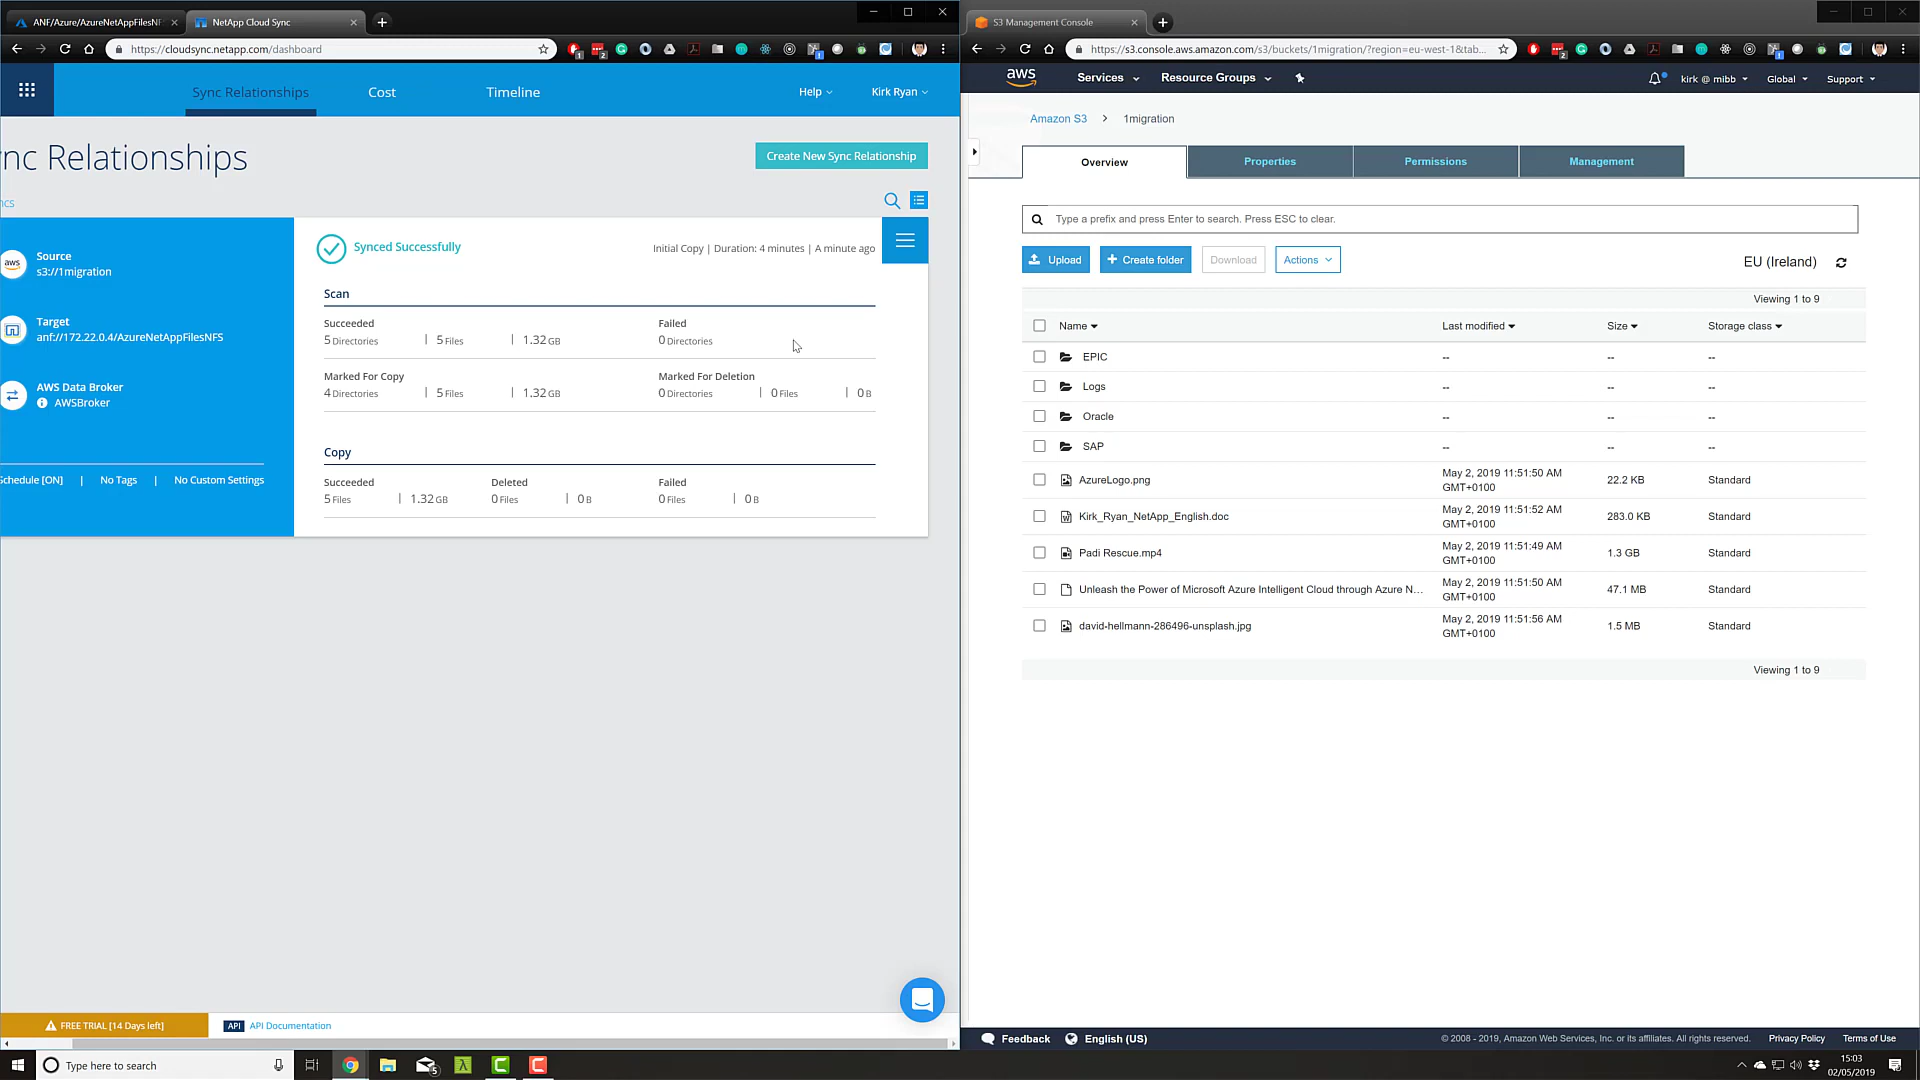 ANF/Azure/AzureNetAppFilesNF
NetApp Cloud Sync
https://cloudsync.netapp.com/dashboard
Sync Relationships
Cost
Timeline
Help
Kirk Ryan
nc Relationships
Create New Sync Relationship
ncs
aws
Source
s3://1migration
Target
anf://172.22.0.4/AzureNetAppFilesNFS
AWS Data Broker
AWSBroker
Schedule [ON] | No Tags | No Custom Settings
Synced Successfully
Initial Copy | Duration: 4 minutes | A minute ago
Scan
Succeeded
5 Directories | 5 Files | 1.32 GB
Failed
0 Directories
Marked For Copy
4 Directories | 5 Files | 1.32 GB
Marked For Deletion
0 Directories | 0 Files | 0 B
Copy
Succeeded
5 Files | 1.32 GB
Deleted
0 Files | 0 B
Failed
0 Files | 0 B
FREE TRIAL [14 Days left]
API
API Documentation
S3 Management Console
https://s3.console.aws.amazon.com/s3/buckets/1migration/?region=eu-west-1&tab...
aws
Services
Resource Groups
kirk @ mibb
Global
Support
Amazon S3 > 1migration
Overview
Properties
Permissions
Management
Type a prefix and press Enter to search. Press ESC to clear.
Upload
+ Create folder
Download
Actions
EU (Ireland)
Viewing 1 to 9
Name
Last modified
Size
Storage class
EPIC -- -- --
Logs -- -- --
Oracle -- -- --
SAP -- -- --
AzureLogo.png
May 2, 2019 11:51:50 AM
GMT+0100
22.2 KB
Standard
Kirk_Ryan_NetApp_English.doc
May 2, 2019 11:51:52 AM
GMT+0100
283.0 KB
Standard
Padi Rescue.mp4
May 2, 2019 11:51:49 AM
GMT+0100
1.3 GB
Standard
Unleash the Power of Microsoft Azure Intelligent Cloud through Azure N...
May 2, 2019 11:51:50 AM
GMT+0100
47.1 MB
Standard
david-hellmann-286496-unsplash.jpg
May 2, 2019 11:51:56 AM
GMT+0100
1.5 MB
Standard
Viewing 1 to 9
Feedback
English (US)
© 2008 - 2019, Amazon Web Services, Inc. or its affiliates. All rights reserved.
Privacy Policy
Terms of Use
Type here to search
5
15:03
02/05/2019